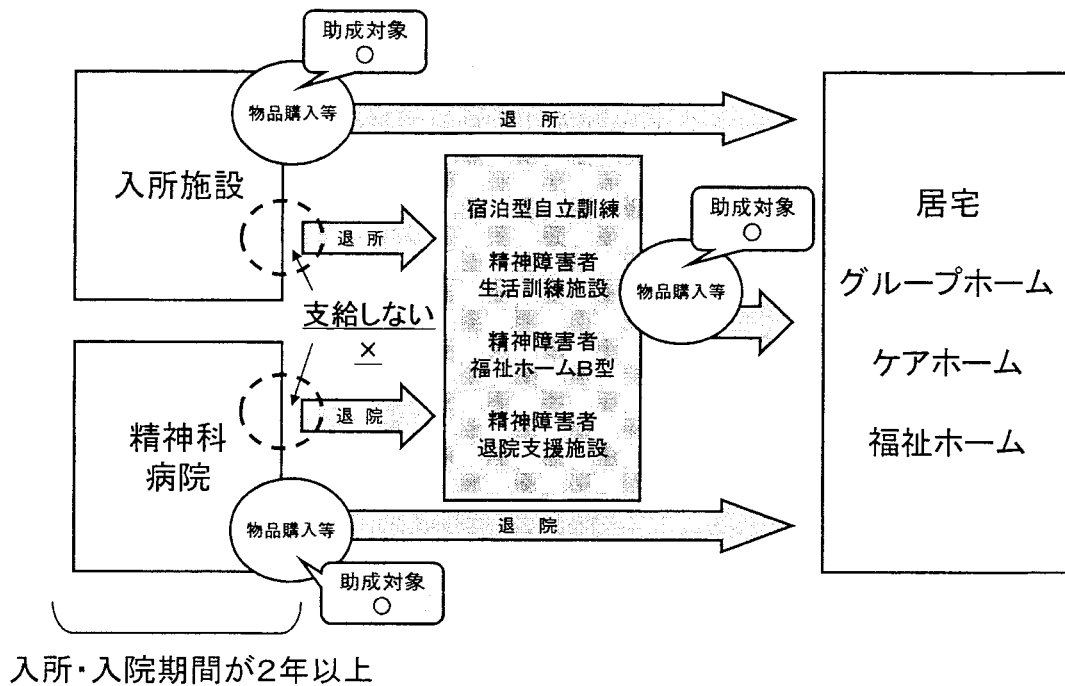 助成対象
○
物品購入等
退 所
入所施設
退 所
支給しない
×
宿泊型自立訓練
精神障害者
生活訓練施設
精神障害者
福祉ホームB型
精神障害者
退院支援施設
助成対象
○
物品購入等
居宅
グループホーム
ケアホーム
福祉ホーム
精神科
病院
退 院
物品購入等
退 院
助成対象
○
入所・入院期間が2年以上